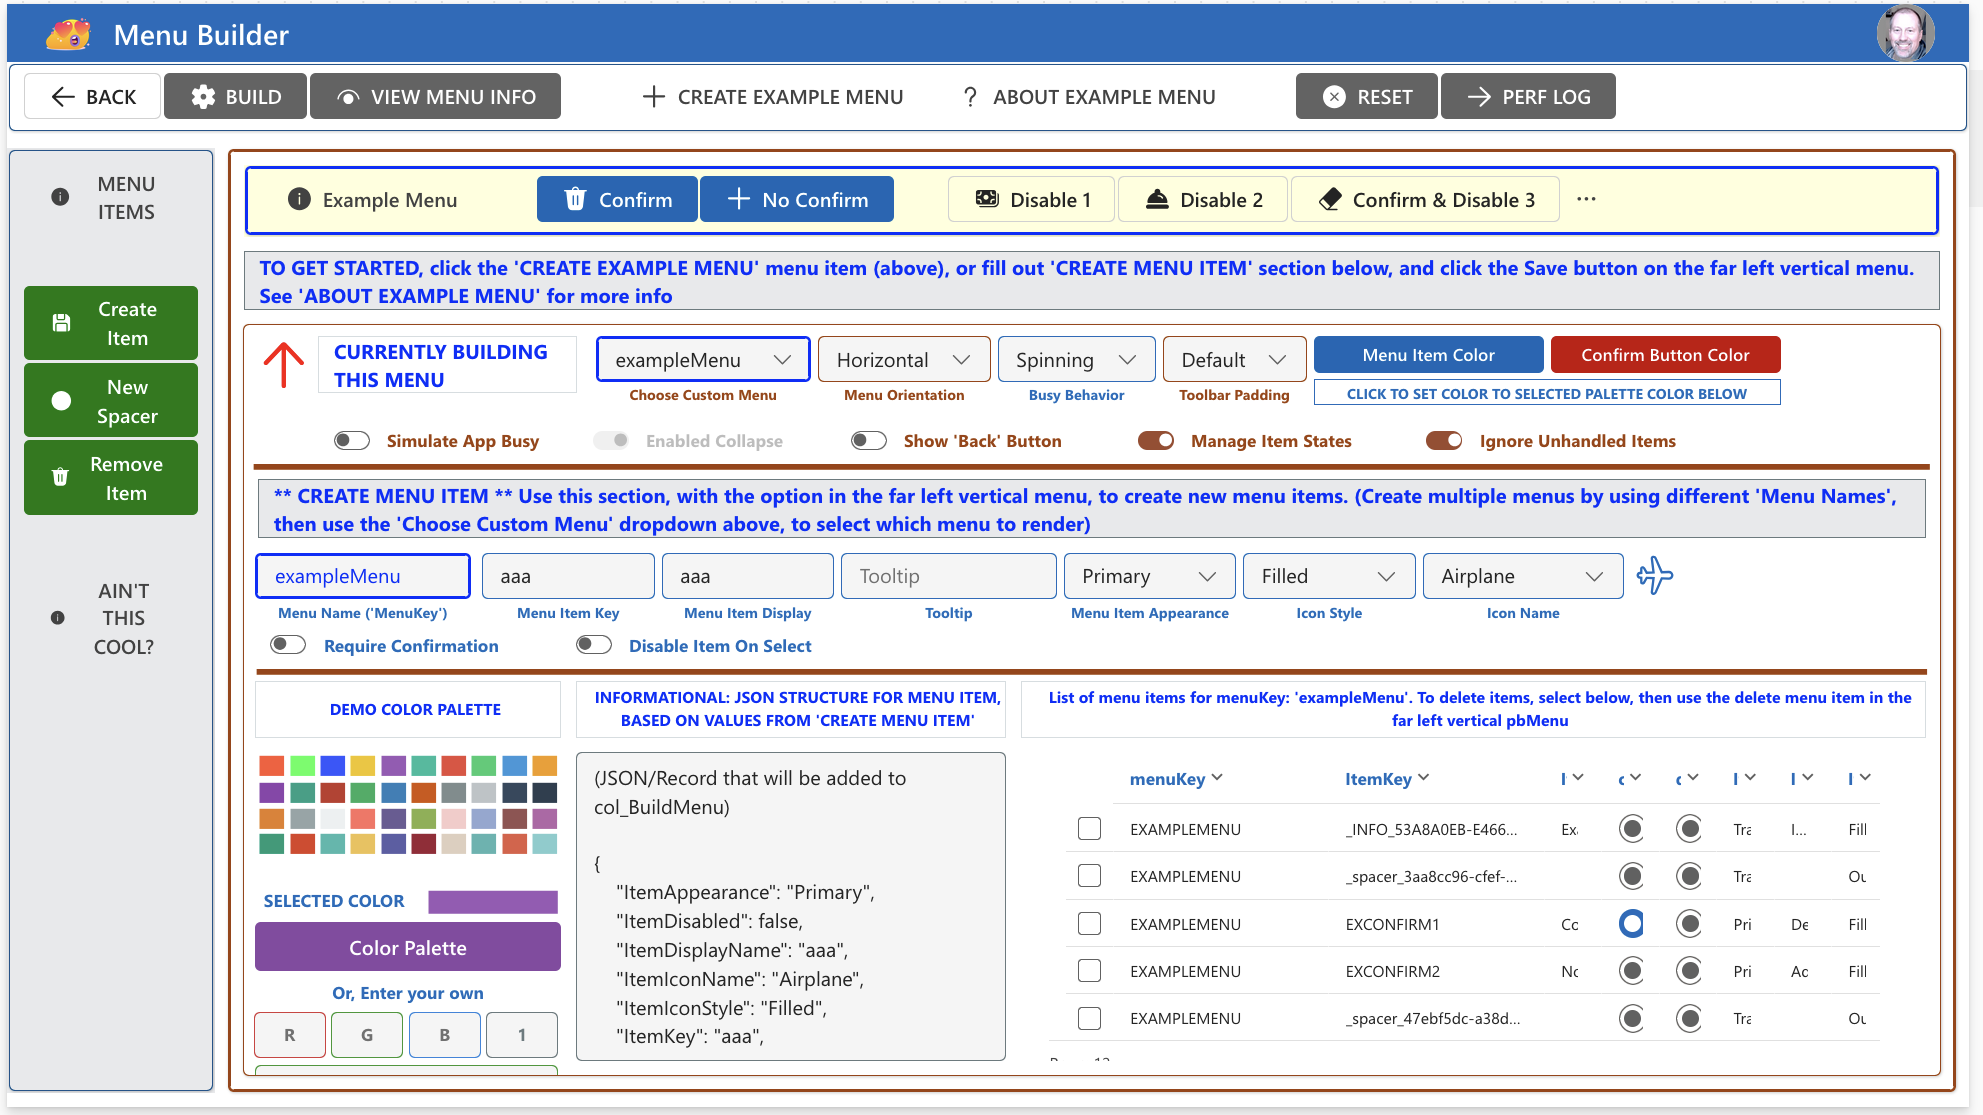 Menu Builder
BACK
BUILD
VIEW MENU INFO
CREATE EXAMPLE MENU
? ABOUT EXAMPLE MENU
RESET
PERF LOG
MENU
ITEMS
Create
Item
New
Spacer
Remove
Item
AIN'T
THIS
COOL?
Example Menu
Confirm
No Confirm
Disable 1
Disable 2
Confirm & Disable 3
...
TO GET STARTED, click the 'CREATE EXAMPLE MENU' menu item (above), or fill out 'CREATE MENU ITEM' section below, and click the Save button on the far left vertical menu.
See 'ABOUT EXAMPLE MENU' for more info
CURRENTLY BUILDING
THIS MENU
exampleMenu
Choose Custom Menu
Horizontal
Menu Orientation
Spinning
Busy Behavior
Default
Toolbar Padding
Menu Item Color
Confirm Button Color
CLICK TO SET COLOR TO SELECTED PALETTE COLOR BELOW
Simulate App Busy
Enabled Collapse
Show 'Back' Button
Manage Item States
Ignore Unhandled Items
** CREATE MENU ITEM ** Use this section, with the option in the far left vertical menu, to create new menu items. (Create multiple menus by using different 'Menu Names',
then use the 'Choose Custom Menu' dropdown above, to select which menu to render)
exampleMenu
Menu Name ('MenuKey')
aaa
Menu Item Key
aaa
Menu Item Display
Tooltip
Tooltip
Primary
Menu Item Appearance
Filled
Icon Style
Airplane
Icon Name
Require Confirmation
Disable Item On Select
DEMO COLOR PALETTE
SELECTED COLOR
Color Palette
Or, Enter your own
R G B 1
INFORMATIONAL: JSON STRUCTURE FOR MENU ITEM,
BASED ON VALUES FROM 'CREATE MENU ITEM'
(JSON/Record that will be added to
col_BuildMenu)
{
"ItemAppearance": "Primary",
"ItemDisabled": false,
"ItemDisplayName": "aaa",
"ItemIconName": "Airplane",
"ItemIconStyle": "Filled",
"ItemKey": "aaa",
List of menu items for menuKey: 'exampleMenu'. To delete items, select below, then use the delete menu item in the
far left vertical pbMenu
menuKey ItemKey
EXAMPLEMENU _INFO_53A8A0EB-E466... Ex Tra I... Fill
EXAMPLEMENU _spacer_3aa8cc96-cfef-... Tra Ou
EXAMPLEMENU EXCONFIRM1 Co Pri De Fill
EXAMPLEMENU EXCONFIRM2 No Pri Ad Fill
EXAMPLEMENU _spacer_47ebf5dc-a38d... Tra Ou